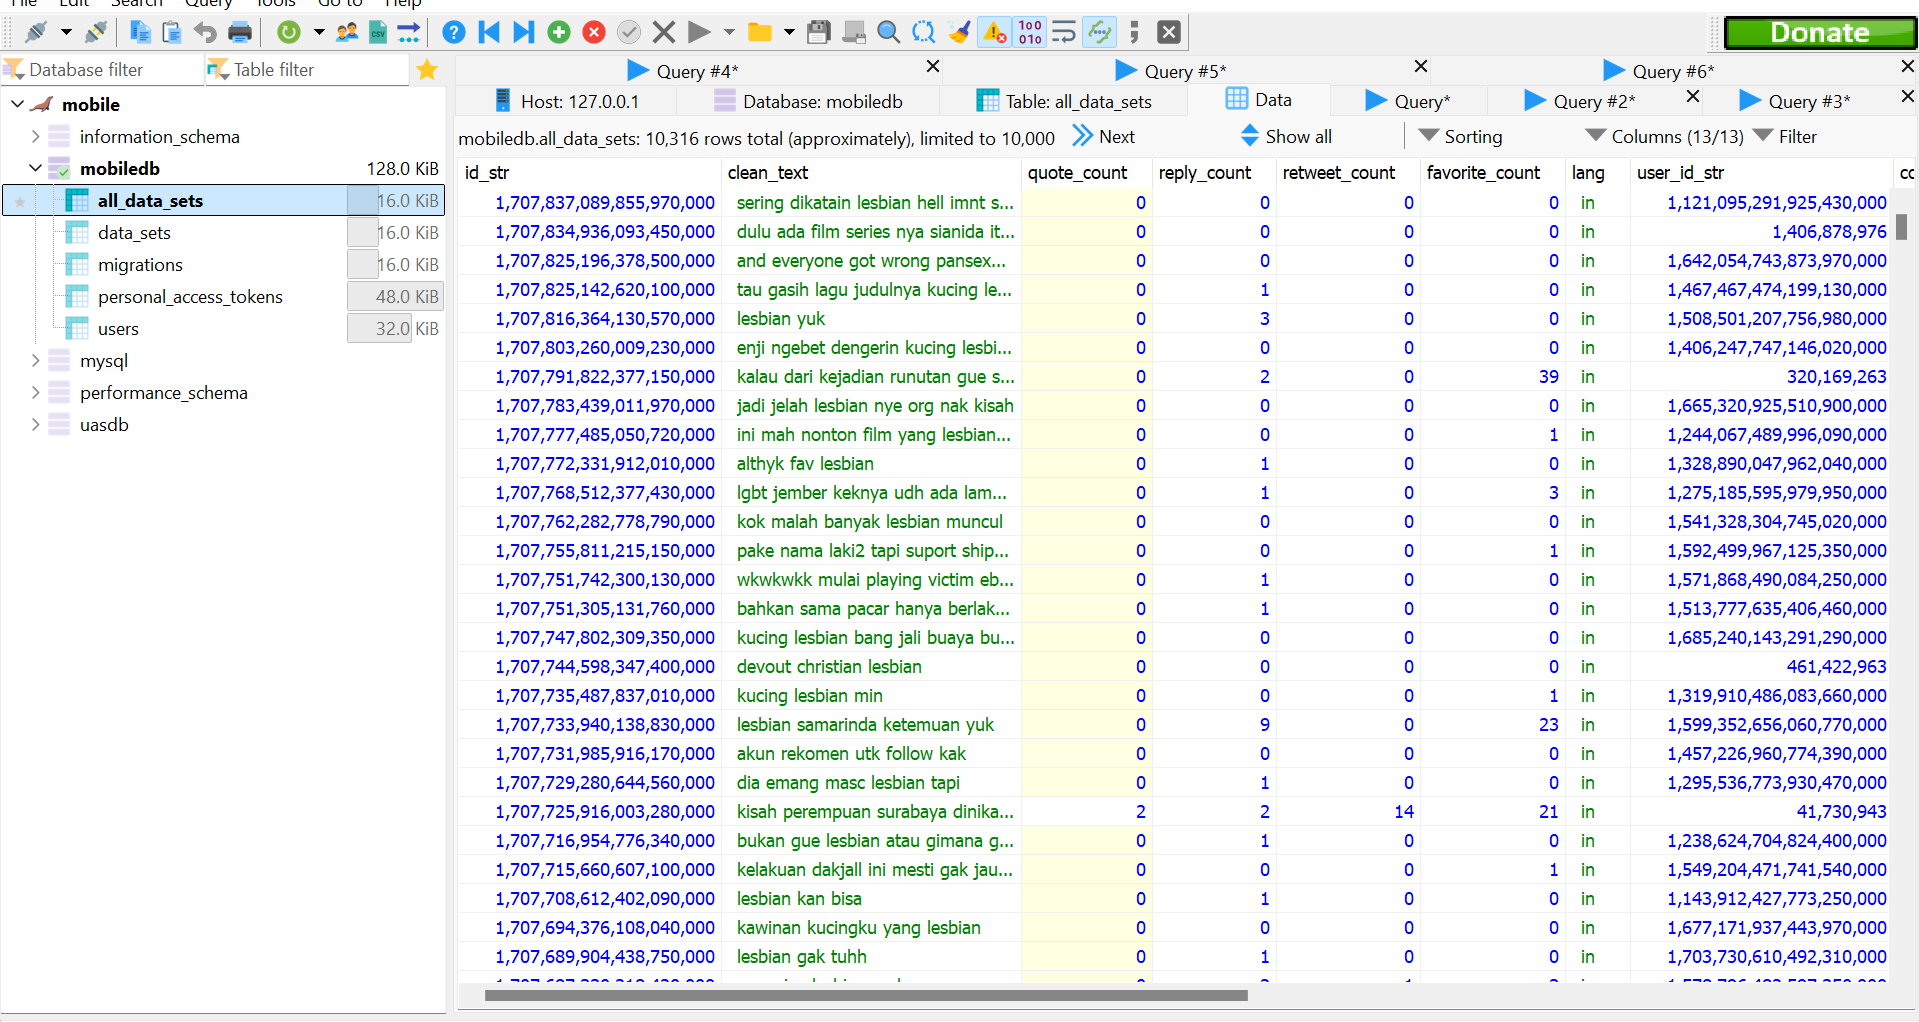 File Edit Search Query Tools Go to Help
Donate
Database filter Table filter
mobile
information_schema
mobiledb 128.0 KiB
all_data_sets 16.0 KiB
data_sets 16.0 KiB
migrations 16.0 KiB
personal_access_tokens 48.0 KiB
users 32.0 KiB
mysql
performance_schema
uasdb
Query #4* Query #5* Query #6*
Host: 127.0.0.1 Database: mobiledb Table: all_data_sets Data Query* Query #2* Query #3*
mobiledb.all_data_sets: 10,316 rows total (approximately), limited to 10,000 Next Show all Sorting Columns (13/13) Filter
id_str clean_text quote_count reply_count retweet_count favorite_count lang user_id_str
1,707,837,089,855,970,000 sering dikatain lesbian hell imnt s... 0 0 0 0 in 1,121,095,291,925,430,000
1,707,834,936,093,450,000 dulu ada film series nya sianida it... 0 0 0 0 in 1,406,878,976
1,707,825,196,378,500,000 and everyone got wrong pansex... 0 0 0 0 in 1,642,054,743,873,970,000
1,707,825,142,620,100,000 tau gasih lagu judulnya kucing le... 0 1 0 0 in 1,467,467,474,199,130,000
1,707,816,364,130,570,000 lesbian yuk 0 3 0 0 in 1,508,501,207,756,980,000
1,707,803,260,009,230,000 enji ngebet dengerin kucing lesbi... 0 0 0 0 in 1,406,247,747,146,020,000
1,707,791,822,377,150,000 kalau dari kejadian runutan gue s... 0 2 0 39 in 320,169,263
1,707,783,439,011,970,000 jadi jelah lesbian nye org nak kisah 0 0 0 0 in 1,665,320,925,510,900,000
1,707,777,485,050,720,000 ini mah nonton film yang lesbian... 0 0 0 1 in 1,244,067,489,996,090,000
1,707,772,331,912,010,000 althyk fav lesbian 0 1 0 0 in 1,328,890,047,962,040,000
1,707,768,512,377,430,000 lgbt jember keknya udh ada lam... 0 1 0 3 in 1,275,185,595,979,950,000
1,707,762,282,778,790,000 kok malah banyak lesbian muncul 0 0 0 0 in 1,541,328,304,745,020,000
1,707,755,811,215,150,000 pake nama laki2 tapi suport ship... 0 0 0 1 in 1,592,499,967,125,350,000
1,707,751,742,300,130,000 wkwkwkk mulai playing victim eb... 0 1 0 0 in 1,571,868,490,084,250,000
1,707,751,305,131,760,000 bahkan sama pacar hanya berlak... 0 1 0 0 in 1,513,777,635,406,460,000
1,707,747,802,309,350,000 kucing lesbian bang jali buaya bu... 0 0 0 0 in 1,685,240,143,291,290,000
1,707,744,598,347,400,000 devout christian lesbian 0 0 0 0 in 461,422,963
1,707,735,487,837,010,000 kucing lesbian min 0 0 0 1 in 1,319,910,486,083,660,000
1,707,733,940,138,830,000 lesbian samarinda ketemuan yuk 0 9 0 23 in 1,599,352,656,060,770,000
1,707,731,985,916,170,000 akun rekomen utk follow kak 0 0 0 0 in 1,457,226,960,774,390,000
1,707,729,280,644,560,000 dia emang masc lesbian tapi 0 1 0 0 in 1,295,536,773,930,470,000
1,707,725,916,003,280,000 kisah perempuan surabaya dinika... 2 2 14 21 in 41,730,943
1,707,716,954,776,340,000 bukan gue lesbian atau gimana g... 0 1 0 0 in 1,238,624,704,824,400,000
1,707,715,660,607,100,000 kelakuan dakjall ini mesti gak jau... 0 0 0 1 in 1,549,204,471,741,540,000
1,707,708,612,402,090,000 lesbian kan bisa 0 1 0 0 in 1,143,912,427,773,250,000
1,707,694,376,108,040,000 kawinan kucingku yang lesbian 0 0 0 0 in 1,677,171,937,443,970,000
1,707,689,904,438,750,000 lesbian gak tuhh 0 1 0 0 in 1,703,730,610,492,310,000